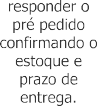 responder o
pré pedido
confirmando o
estoque e
prazo de
entrega.